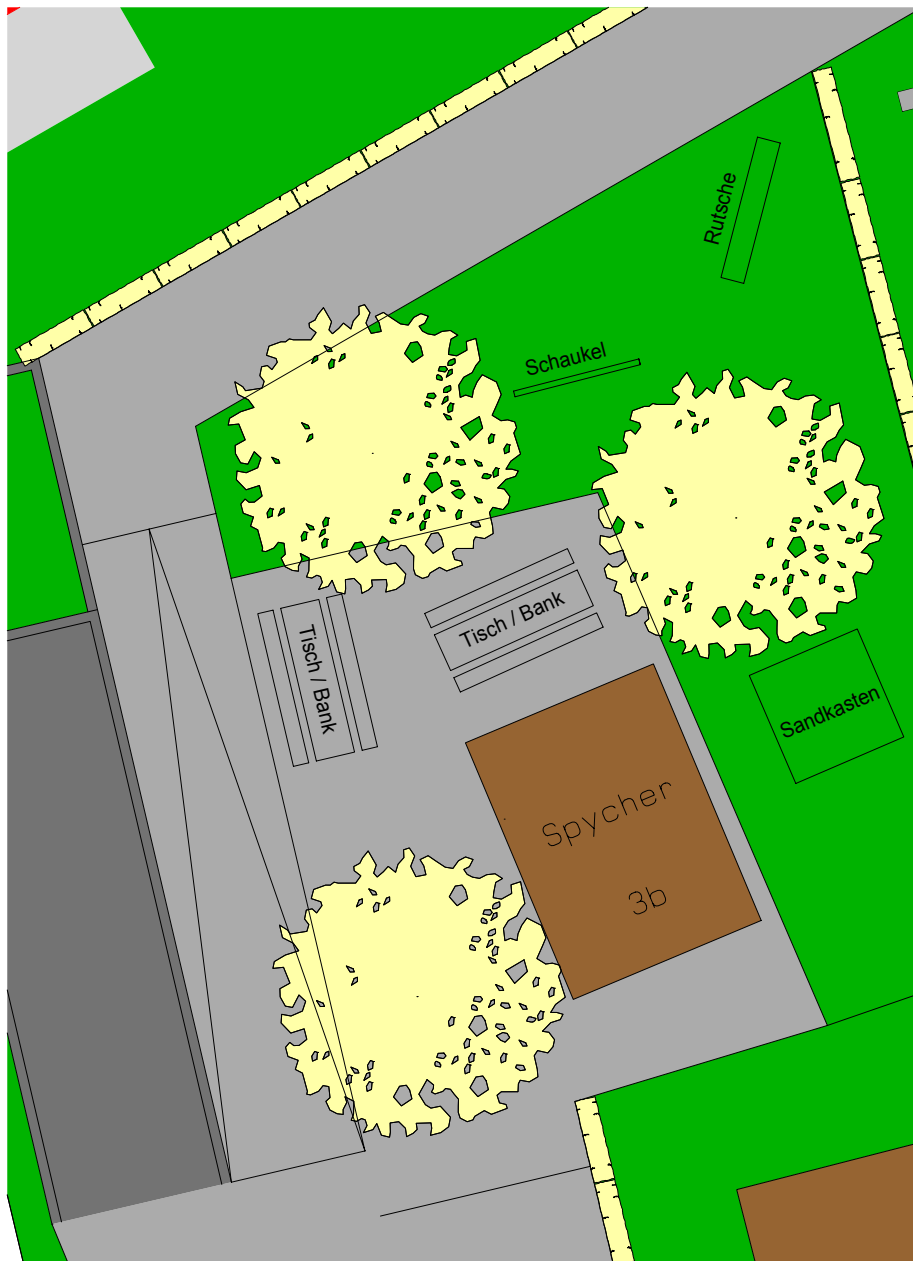 Rutsche
Schaukel
Tisch / Bank
Tisch / Bank
Sandkasten
Spycher
3b